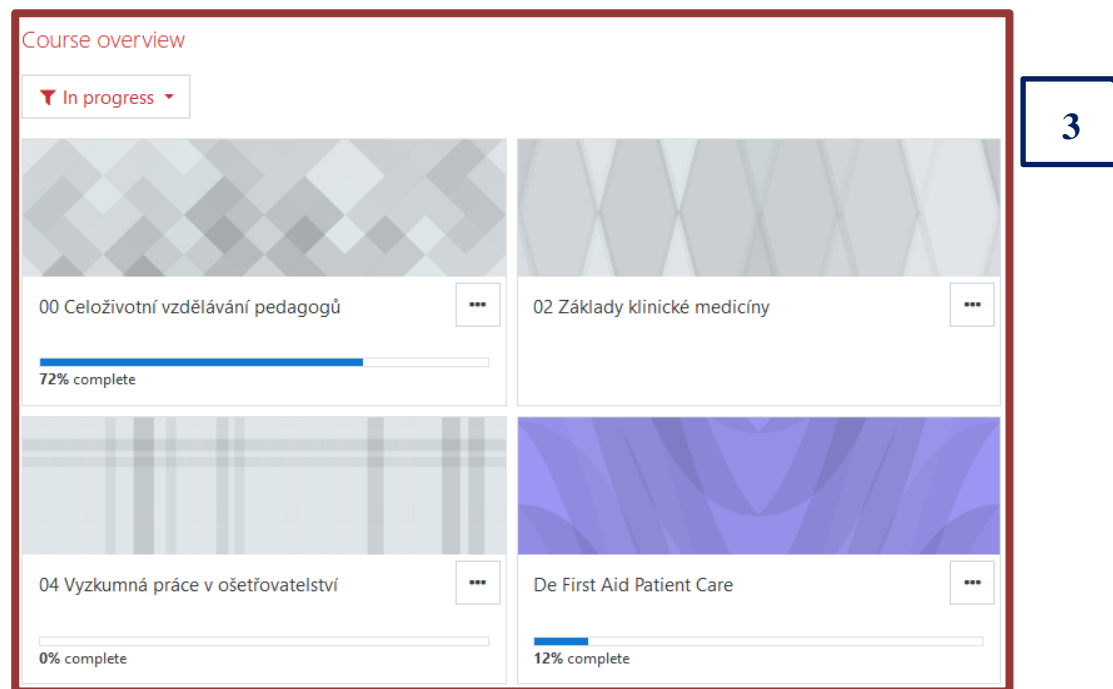 Course overview
In progress
3
00 Celoživotní vzdělávání pedagogů
02 Základy klinické medicíny
72% complete
04 Vyzkumná práce v ošetřovatelství
De First Aid Patient Care
0% complete
12% complete